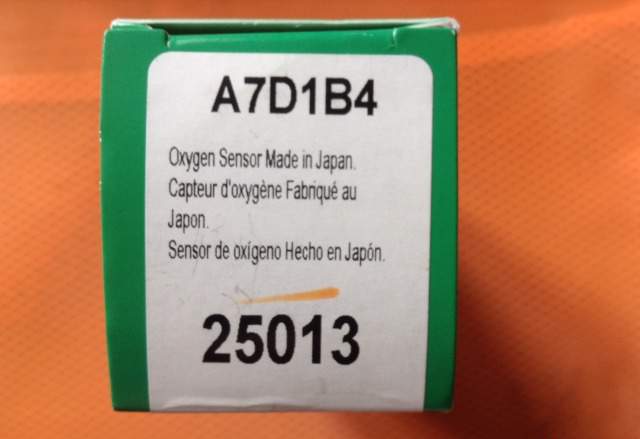 A7D1B4
Oxygen Sensor Made in Japan.
Capteur d'oxygène Fabriqué au
Japon.
Sensor de oxígeno Hecho en Japón.
25013